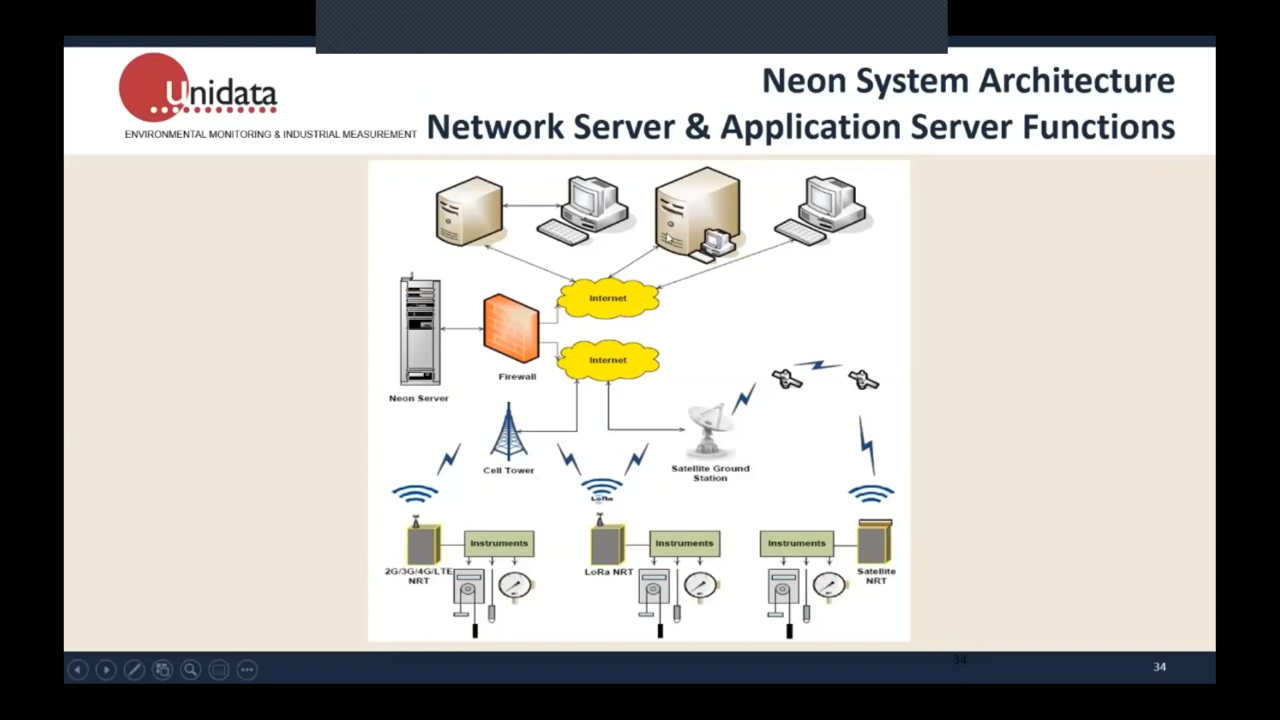 Unidata
ENVIRONMENTAL MONITORING & INDUSTRIAL MEASUREMENT
Neon System Architecture
Network Server & Application Server Functions
Internet
Internet
Firewall
Neon Server
Cell Tower
Satellite Ground
Station
LoRa
Instruments
Instruments
Instruments
2G/3G/4G/LTE
NRT
LoRa NRT
Satellite
NRT
34
34